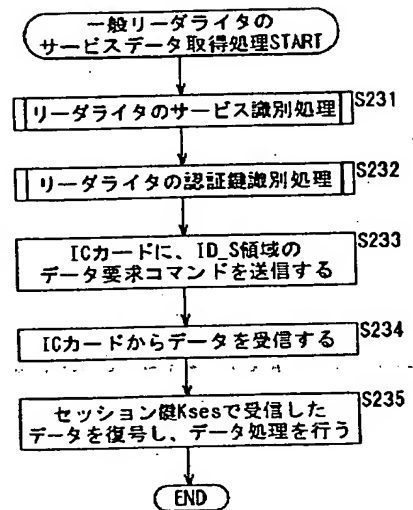 一般リーダライタの
サービスデータ取得処理START
リーダライタのサービス識別処理
S231
リーダライタの認証鍵識別処理
S232
ICカードに、ID_S領域の
データ要求コマンドを送信する
S233
ICカードからデータを受信する
S234
セッション鍵Ksesで受信した
データを復号し、データ処理を行う
S235
END